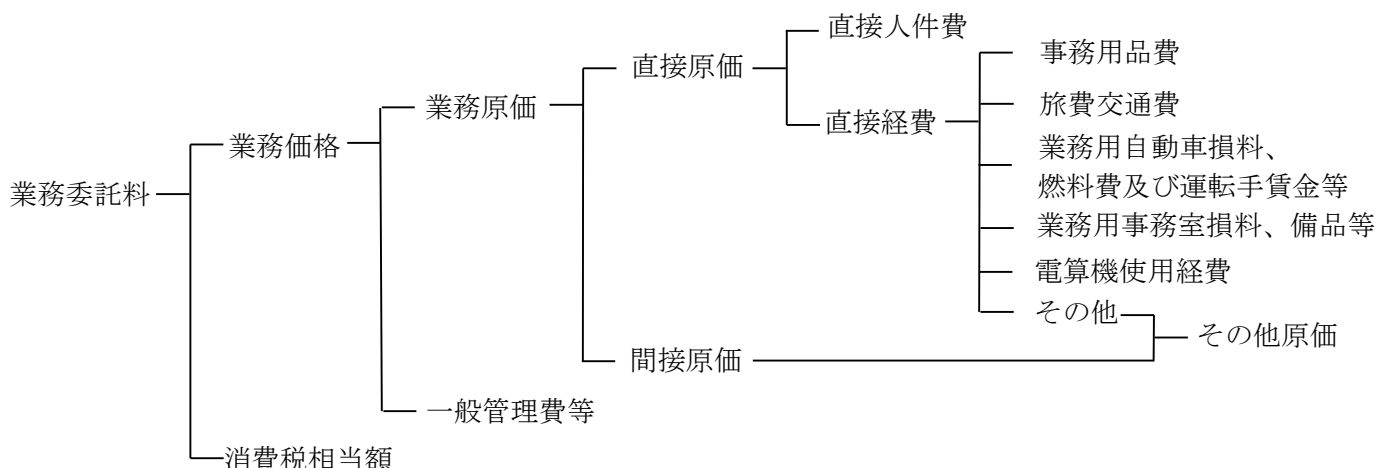 直接人件費
事務用品費
直接原価
旅費交通費
業務原価
直接経費
業務用自動車損料、
燃料費及び運転手賃金等
業務価格
業務委託料
業務用事務室損料、備品等
電算機使用経費
その他
その他原価
間接原価
一般管理費等
消費税相当額